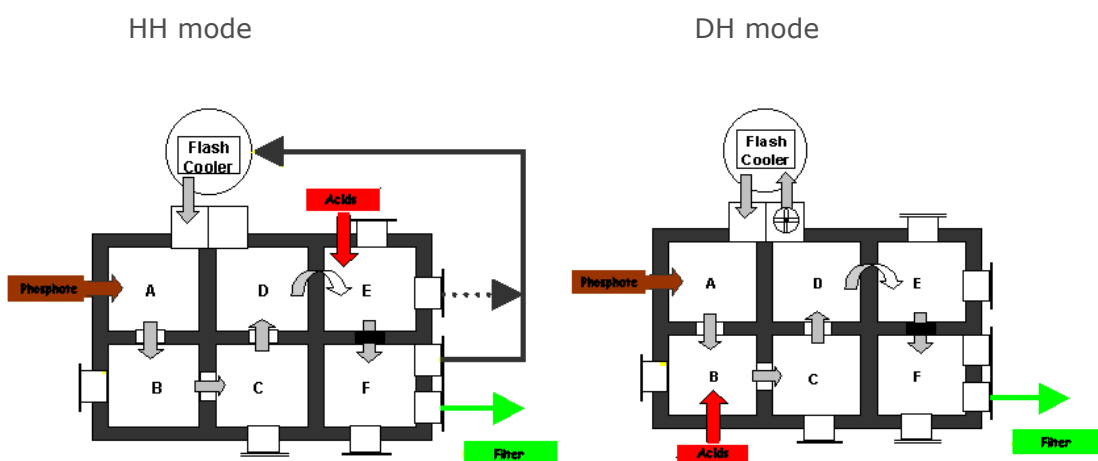 HH mode
DH mode
Flash
Cooler
Acids
Phosphate
A
D
E
B
C
F
Filter
Flash
Cooler
Phosphate
A
D
E
B
C
F
Acids
Filter